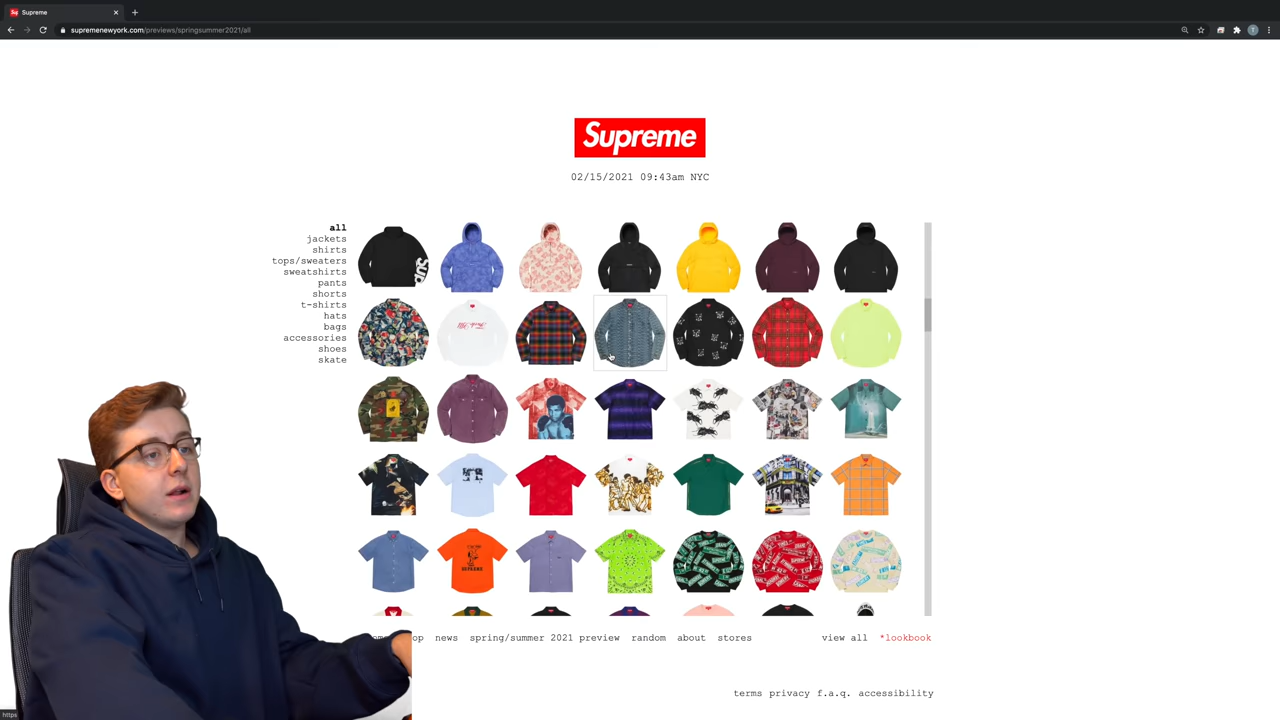 Supreme
supremenewyork.com/previews/springsummer2021/all
T
Supreme
02/15/2021 09:43am NYC
all
jackets
shirts
tops/sweaters
sweatshirts
pants
shorts
t-shirts
hats
bags
accessories
shoes
skate
op news spring/summer 2021 preview random about stores view all *lookbook
terms privacy f.a.q. accessibility
https